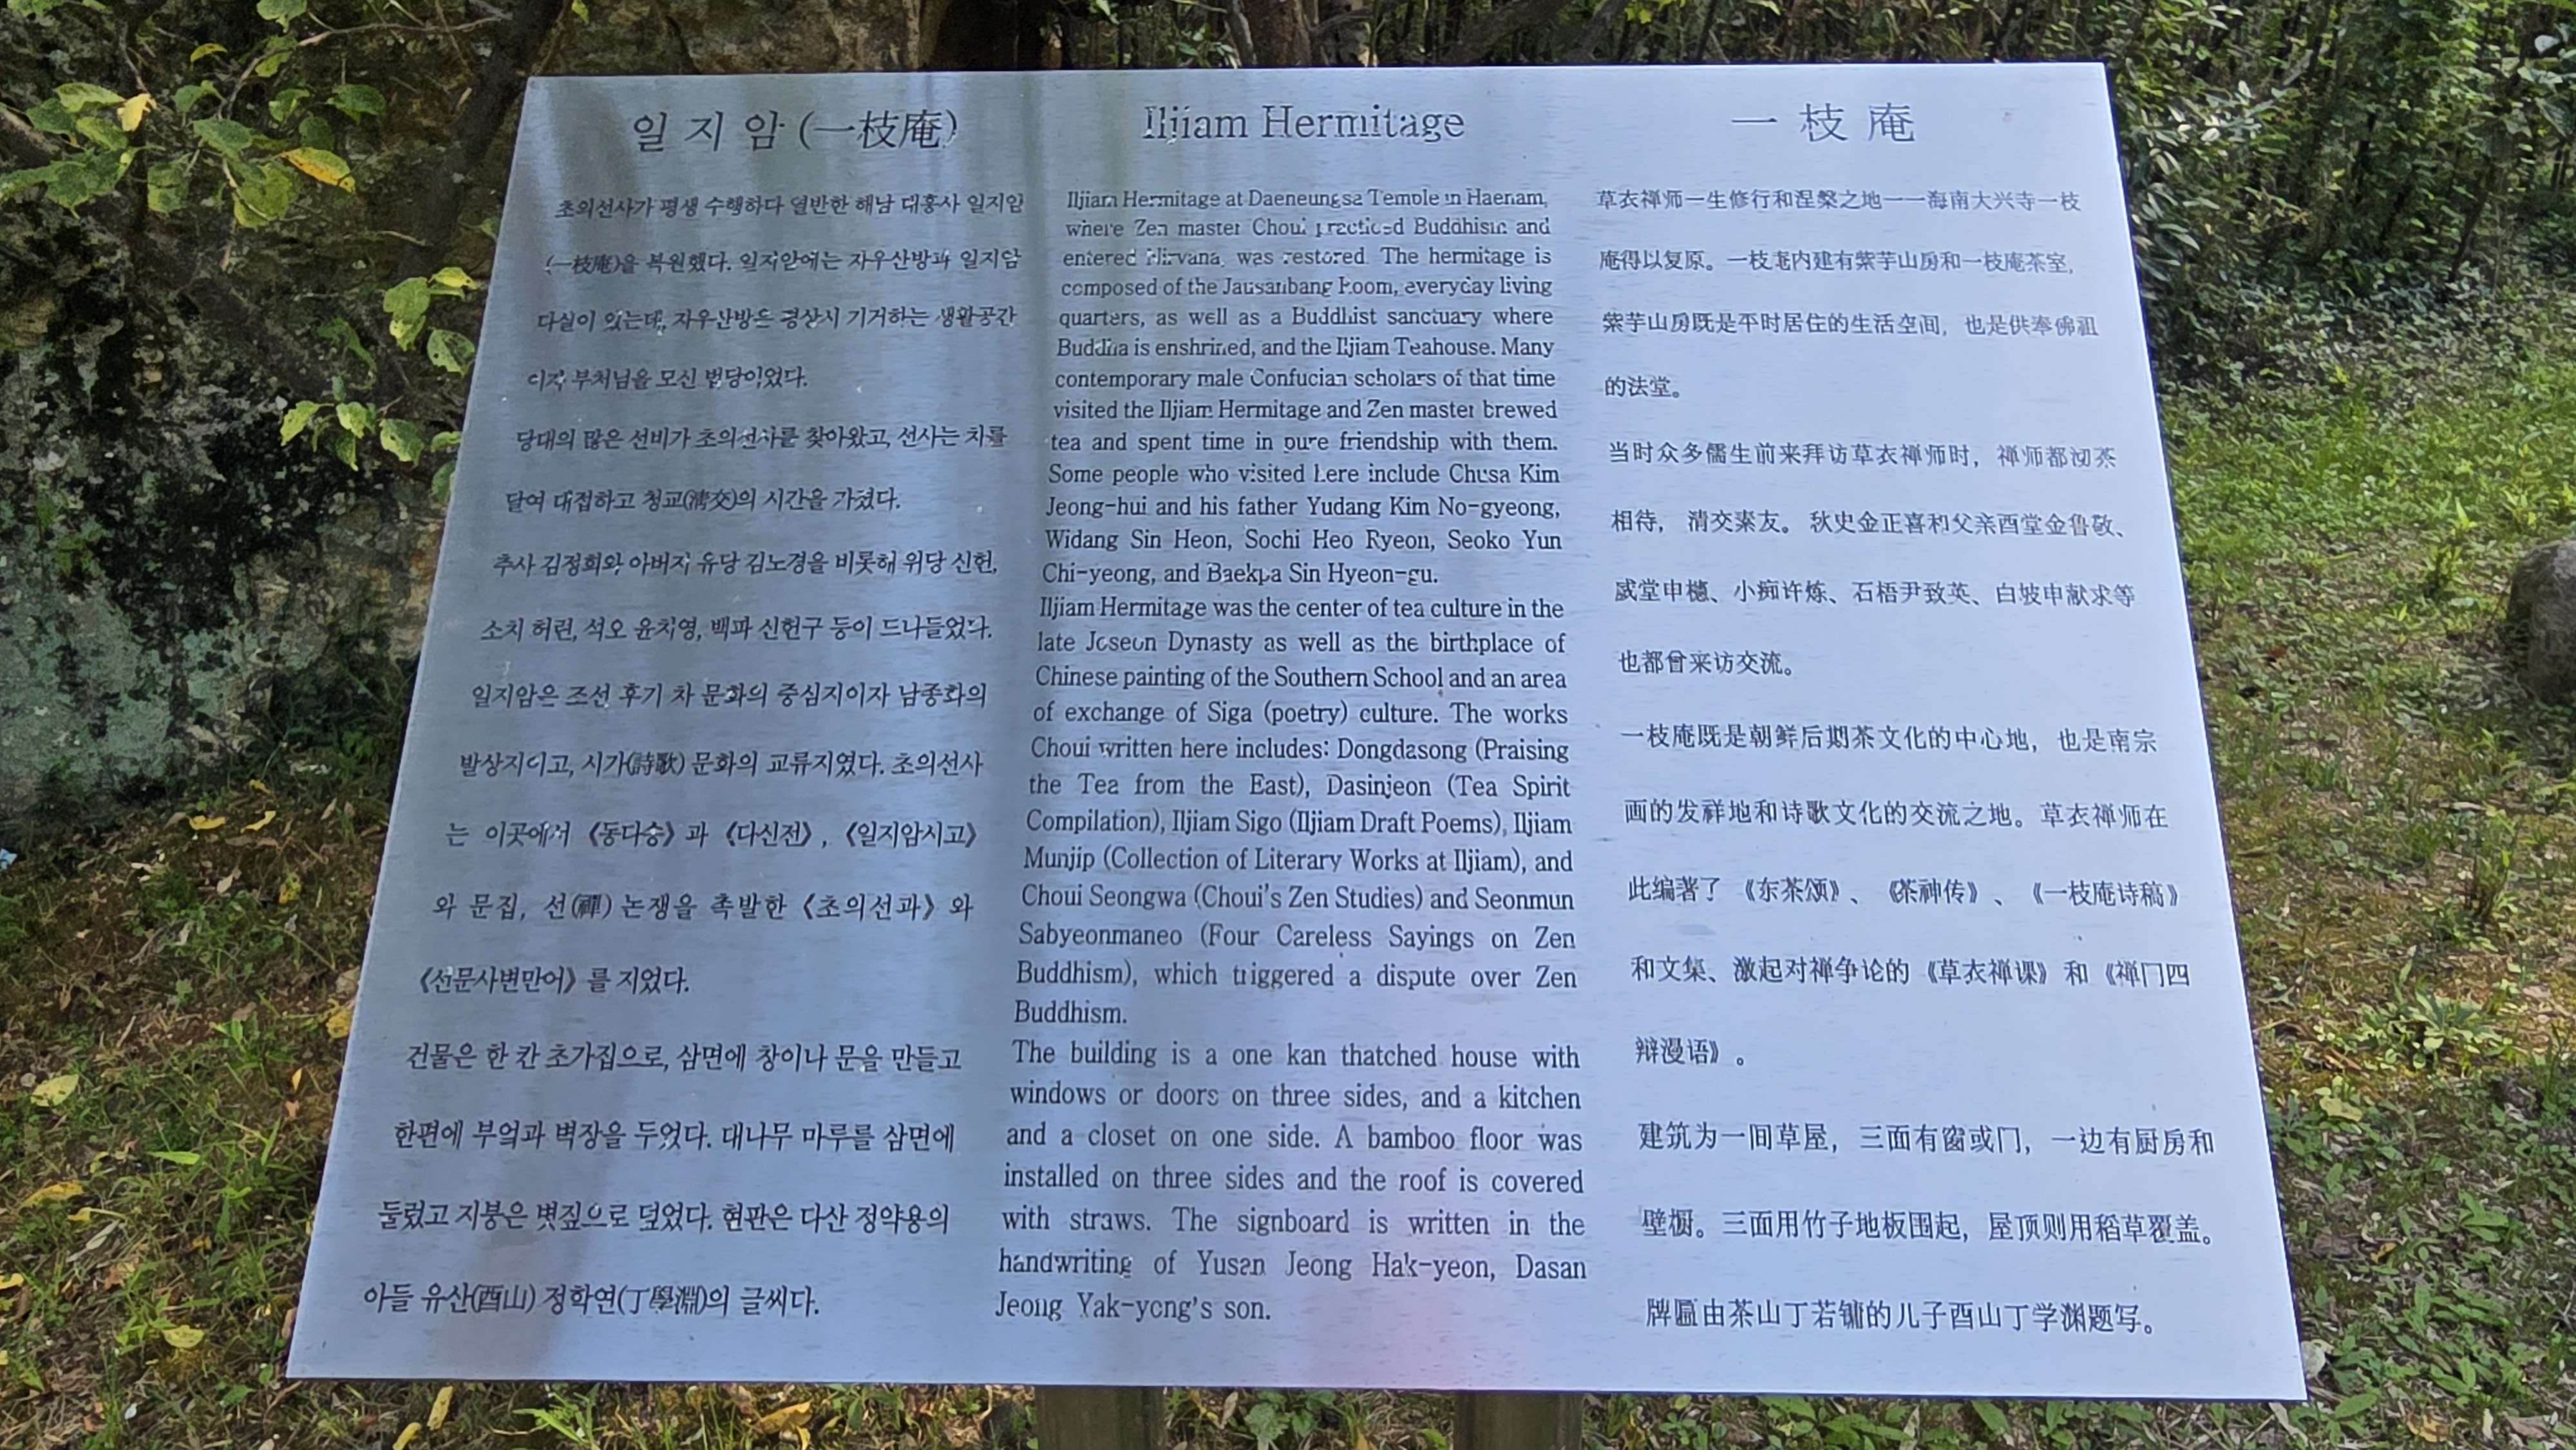 일지암(一枝庵)
초의선사가 평생 수행하다 열반한 해남 대흥사 일지암
(一枝庵)을 복원했다. 일지암에는 자우산방과 일지암
다실이 있는데, 자우산방은 평상시 기거하는 생활공간
이자 부처님을 모신 법당이었다.
당대의 많은 선비가 초의선사를 찾아왔고, 선사는 차를
달여 대접하고 청교(淸交)의 시간을 가졌다.
추사 김정희와 아버지 유당 김노경을 비롯해 위당 신헌,
소치 허련, 석오 윤치영, 백파 신헌구 등이 드나들었다.
일지암은 조선 후기 차 문화의 중심지이자 남종화의
발상지이고, 시가(詩歌) 문화의 교류지였다. 초의선사
는 이곳에서 《동다송》과 《다신전》, 《일지암시고》
와 문집, 선(禪) 논쟁을 촉발한 《초의선과》와
《선문사변만어》를 지었다.
건물은 한 칸 초가집으로, 삼면에 창이나 문을 만들고
한편에 부엌과 벽장을 두었다. 대나무 마루를 삼면에
둘렀고 지붕은 볏짚으로 덮었다. 현판은 다산 정약용의
아들 유산(酉山) 정학연(丁學淵)의 글씨다.
Iljiam Hermitage
Iljiam Hermitage at Daeneungsa Temple in Haenam,
where Zen master Choui practiced Buddhism and
entered Nirvana, was restored. The hermitage is
composed of the Jausanbang Room, everyday living
quarters, as well as a Buddhist sanctuary where
Buddha is enshrined, and the Iljiam Teahouse. Many
contemporary male Confucian scholars of that time
visited the Iljiam Hermitage and Zen master brewed
tea and spent time in pure friendship with them.
Some people who visited here include Chusa Kim
Jeong-hui and his father Yudang Kim No-gyeong,
Widang Sin Heon, Sochi Heo Ryeon, Seoko Yun
Chi-yeong, and Baekpa Sin Hyeon-gu.
Iljiam Hermitage was the center of tea culture in the
late Joseon Dynasty as well as the birthplace of
Chinese painting of the Southern School and an area
of exchange of Siga (poetry) culture. The works
Choui written here includes: Dongdasong (Praising
the Tea from the East), Dasinjeon (Tea Spirit
Compilation), Iljiam Sigo (Iljiam Draft Poems), Iljiam
Munjip (Collection of Literary Works at Iljiam), and
Choui Seongwa (Choui's Zen Studies) and Seonmun
Sabyeonmaneo (Four Careless Sayings on Zen
Buddhism), which triggered a dispute over Zen
Buddhism.
The building is a one kan thatched house with
windows or doors on three sides, and a kitchen
and a closet on one side. A bamboo floor was
installed on three sides and the roof is covered
with straws. The signboard is written in the
handwriting of Yusan Jeong Hak-yeon, Dasan
Jeong Yak-yong's son.
一枝庵
草衣禅师一生修行和涅槃之地——海南大兴寺一枝
庵得以复原。一枝庵内建有紫芋山房和一枝庵茶室,
紫芋山房既是平时居住的生活空间, 也是供奉佛祖
的法堂。
当时众多儒生前来拜访草衣禅师时, 禅师都沏茶
相待, 清交素友。秋史金正喜和父亲酉堂金鲁敬、
威堂申櫶、小痴许炼、石梧尹致英、白坡申献求等
也都曾来访交流。
一枝庵既是朝鲜后期茶文化的中心地, 也是南宗
画的发祥地和诗歌文化的交流之地。草衣禅师在
此编著了 《东茶颂》、《茶神传》、《一枝庵诗稿》
和文集、激起对禅争论的《草衣禅课》和《禅门四
辩漫语》。
建筑为一间草屋, 三面有窗或门, 一边有厨房和
壁橱。三面用竹子地板围起, 屋顶则用稻草覆盖。
牌匾由茶山丁若镛的儿子酉山丁学渊题写。